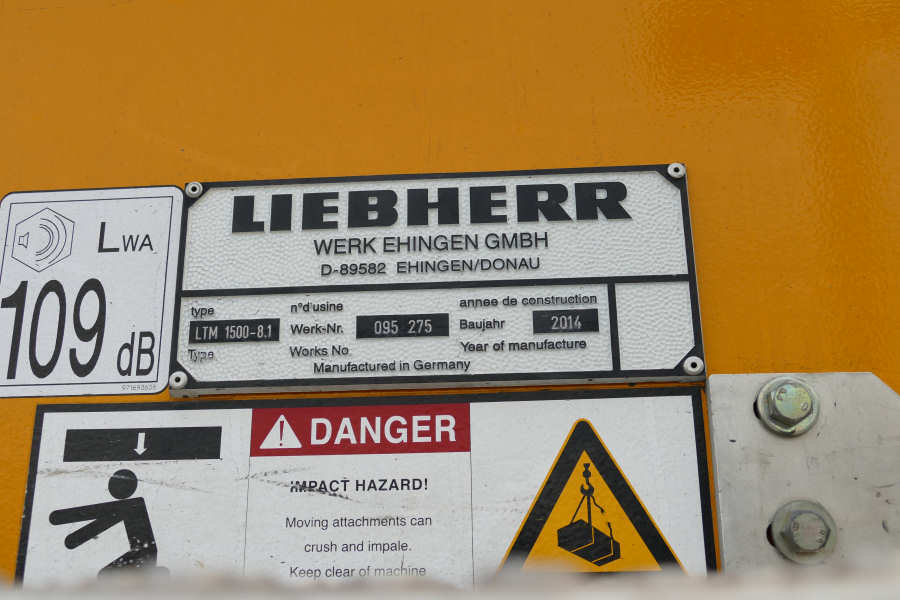 LWA
109 dB
971693608
LIEBHERR
WERK EHINGEN GMBH
D-89582 EHINGEN/DONAU
type n°d'usine annee de construction
LTM 1500-8.1 Werk-Nr. 095 275 Baujahr 2014
Type Works No Year of manufacture
Manufactured in Germany
DANGER
IMPACT HAZARD!
Moving attachments can
crush and impale.
Keep clear of machine